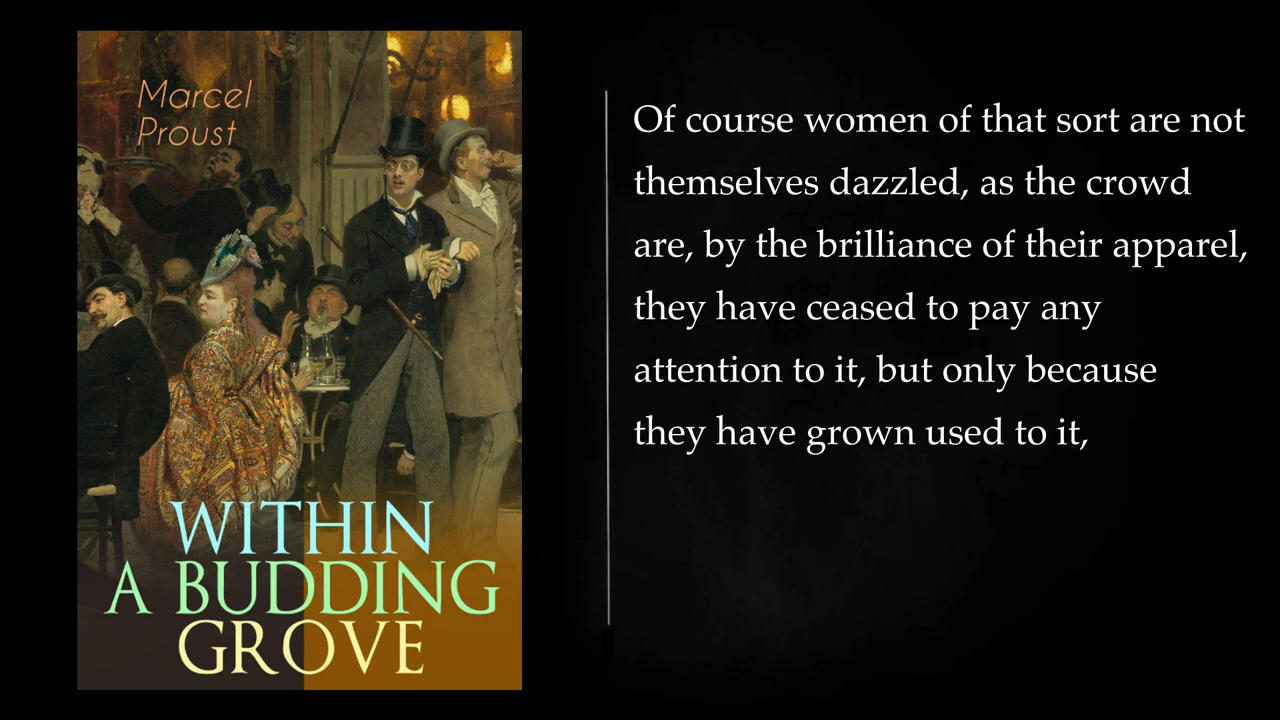 Marcel
Proust
WITHIN
A BUDDING
GROVE
Of course women of that sort are not
themselves dazzled, as the crowd
are, by the brilliance of their apparel,
they have ceased to pay any
attention to it, but only because
they have grown used to it,